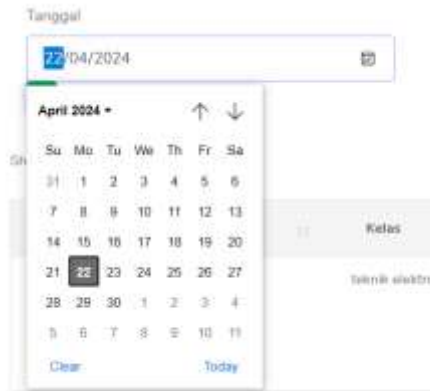 Tanggal
22/04/2024
April 2024
Su Mo Tu We Th Fr Sa
31 1 2 3 4 5 6
7 8 9 10 11 12 13
14 15 16 17 18 19 20
21 22 23 24 25 26 27
28 29 30 1 2 3 4
5 6 7 8 9 10 11
Clear Today
Kelas
teknik